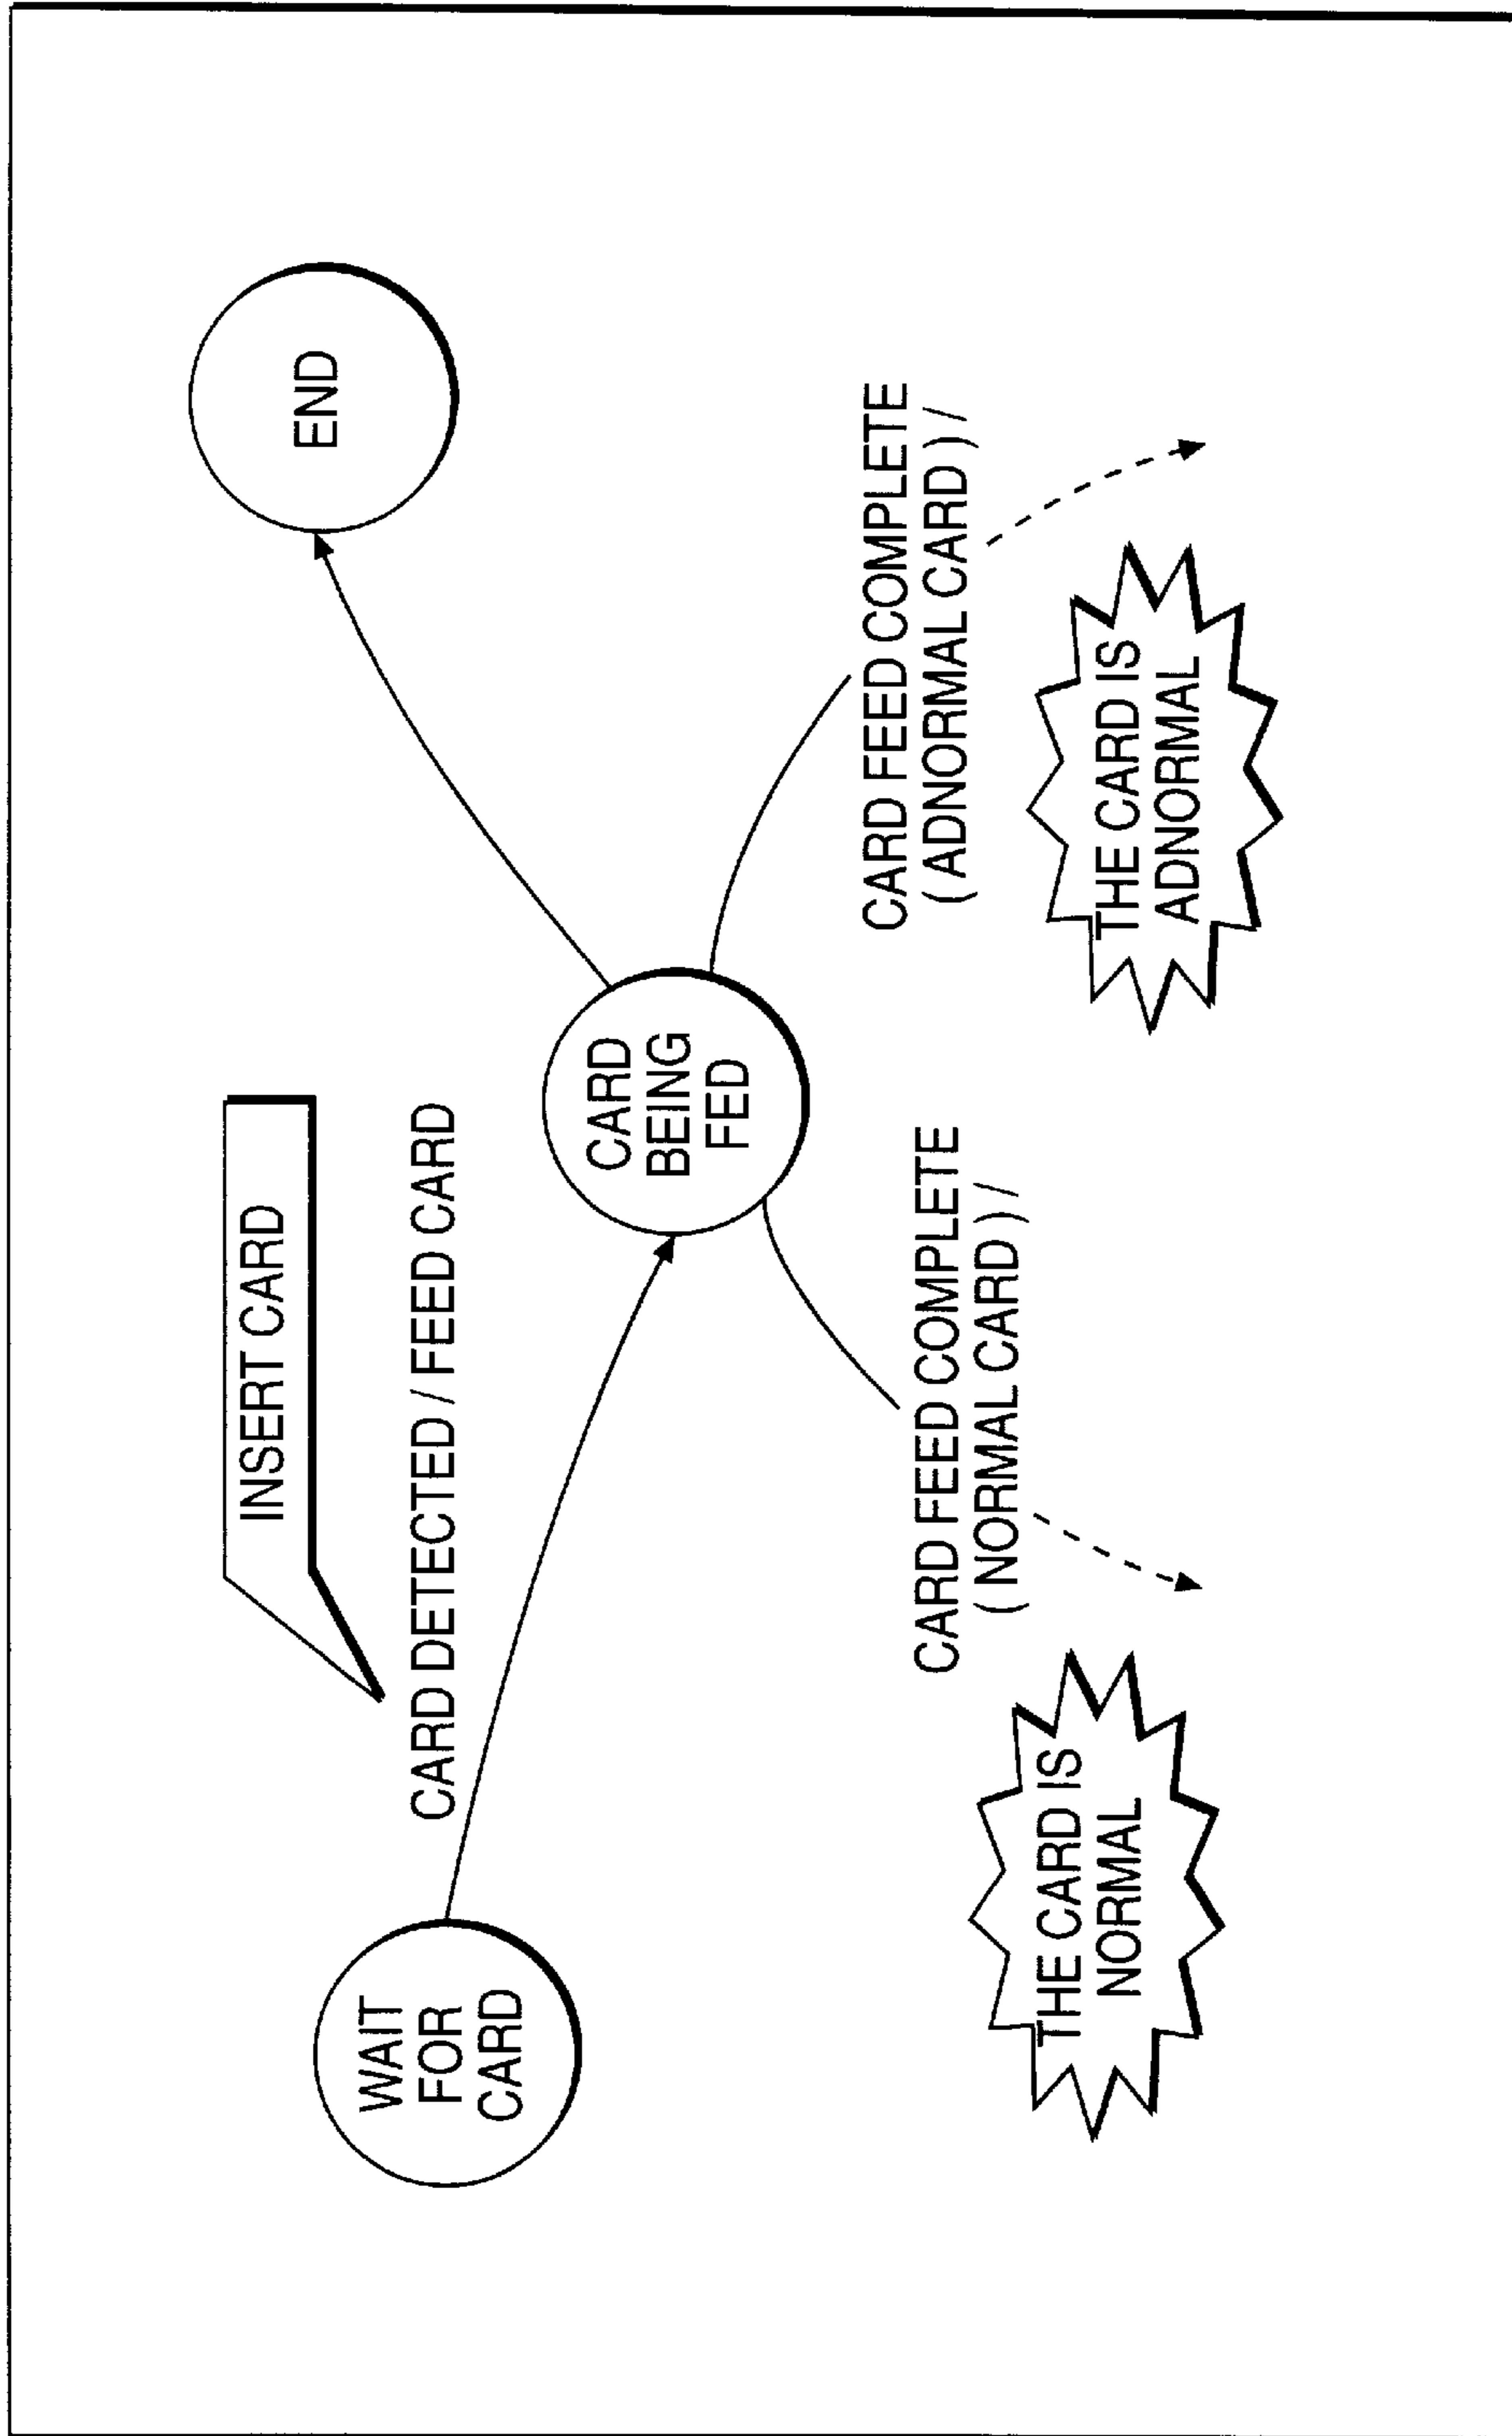 INSERT CARD
CARD DETECTED / FEED CARD
WAIT
FOR
CARD
CARD
BEING
FED
END
CARD FEED COMPLETE
( NORMAL CARD ) /
CARD FEED COMPLETE
( ADNORMAL CARD ) /
THE CARD IS
NORMAL
THE CARD IS
ADNORMAL